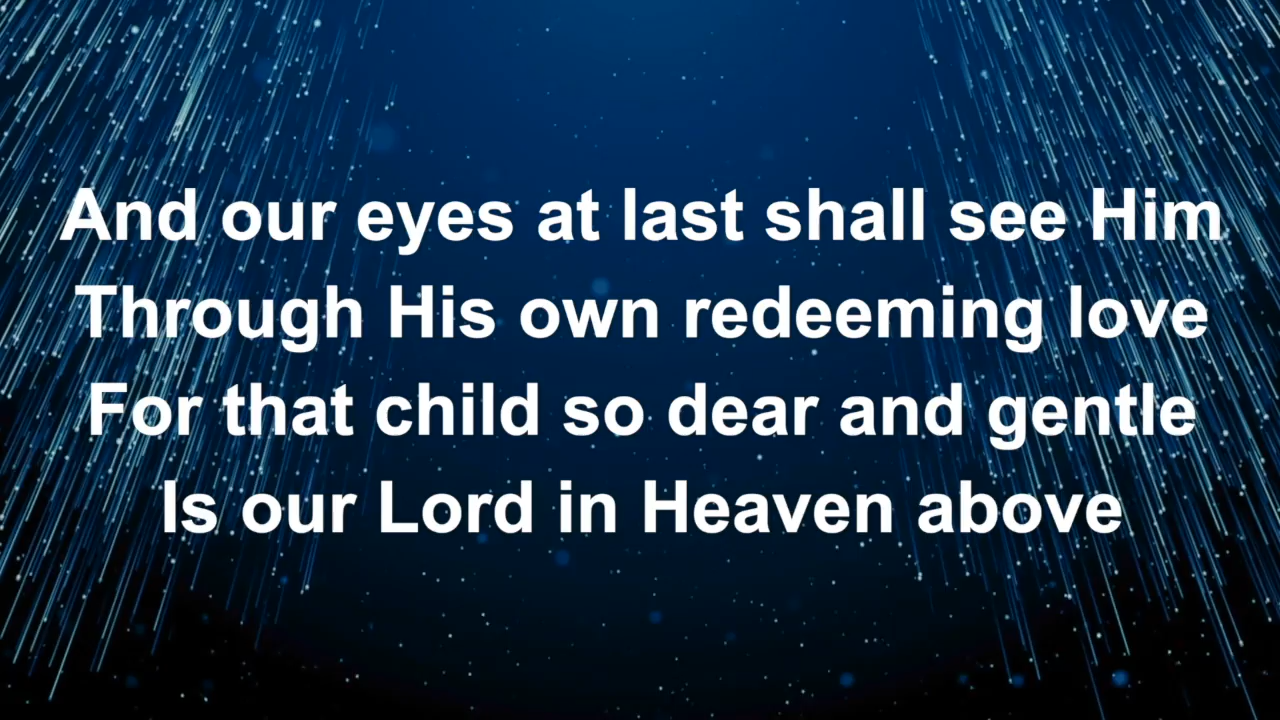 And our eyes at last shall see Him
Through His own redeeming love
For that child so dear and gentle
Is our Lord in Heaven above